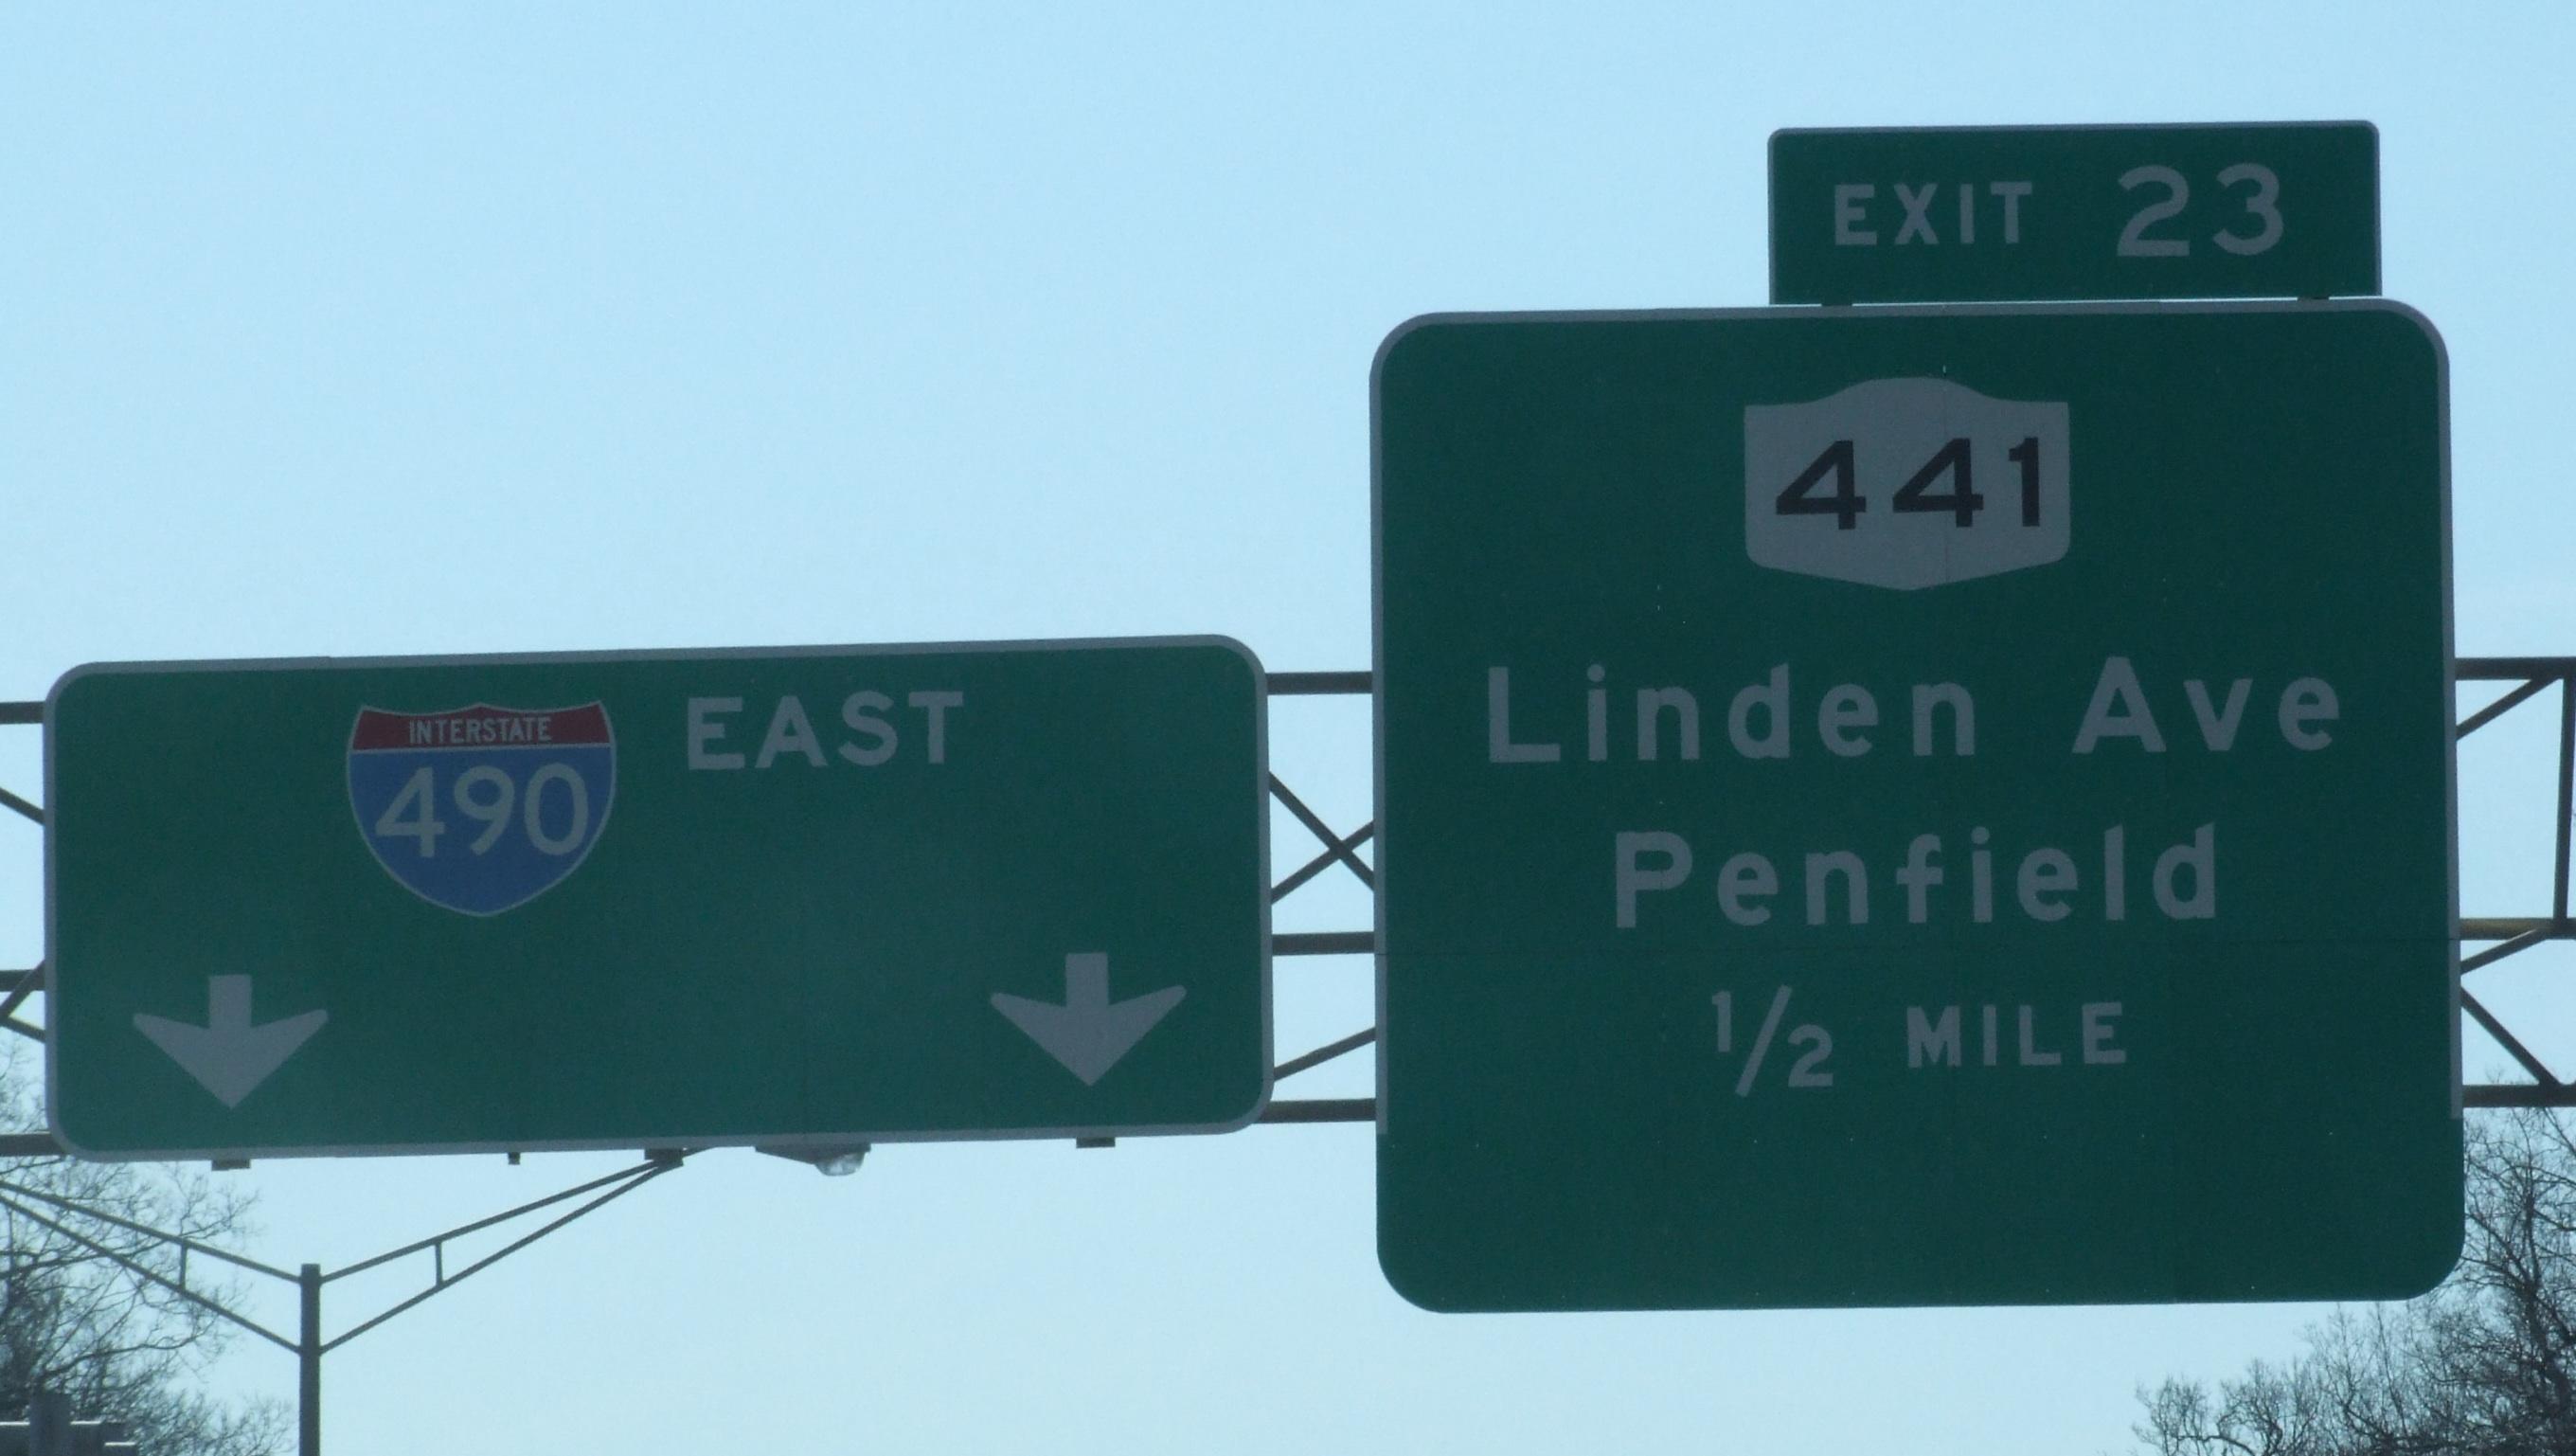 INTERSTATE
490
EAST
EXIT 23
441
Linden Ave
Penfield
1/2 MILE